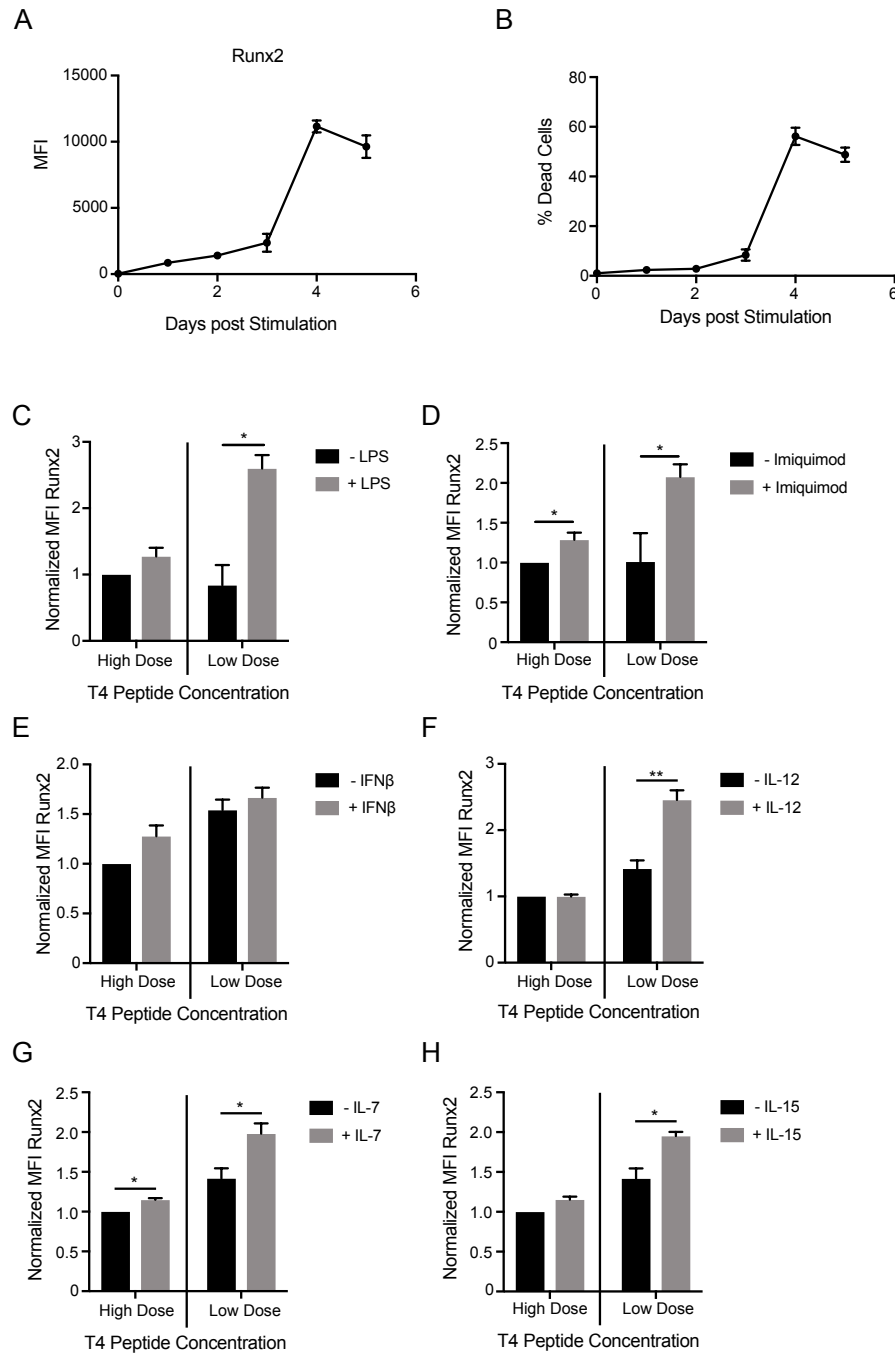 A
Runx2
15000
10000
5000
0
MFI
0 2 4 6
Days post Stimulation
B
80
60
40
20
0
% Dead Cells
0 2 4 6
Days post Stimulation
C
3
2
1
0
Normalized MFI Runx2
*
- LPS
+ LPS
High Dose Low Dose
T4 Peptide Concentration
D
2.5
2.0
1.5
1.0
0.5
0
Normalized MFI Runx2
* *
- Imiquimod
+ Imiquimod
High Dose Low Dose
T4 Peptide Concentration
E
2.0
1.5
1.0
0.5
0
Normalized MFI Runx2
- IFNβ
+ IFNβ
High Dose Low Dose
T4 Peptide Concentration
F
3
2
1
0
Normalized MFI Runx2
**
- IL-12
+ IL-12
High Dose Low Dose
T4 Peptide Concentration
G
2.5
2.0
1.5
1.0
0.5
0
Normalized MFI Runx2
* *
- IL-7
+ IL-7
High Dose Low Dose
T4 Peptide Concentration
H
2.5
2.0
1.5
1.0
0.5
0
Normalized MFI Runx2
*
- IL-15
+ IL-15
High Dose Low Dose
T4 Peptide Concentration